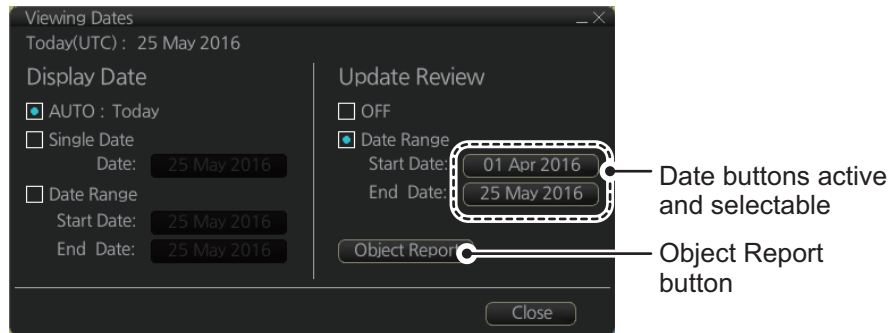 Viewing Dates
Today(UTC) : 25 May 2016
Display Date
AUTO : Today
Single Date
Date: 25 May 2016
Date Range
Start Date: 25 May 2016
End Date: 25 May 2016
Update Review
OFF
Date Range
Start Date: 01 Apr 2016
End Date: 25 May 2016
Object Report
Close
Date buttons active
and selectable
Object Report
button